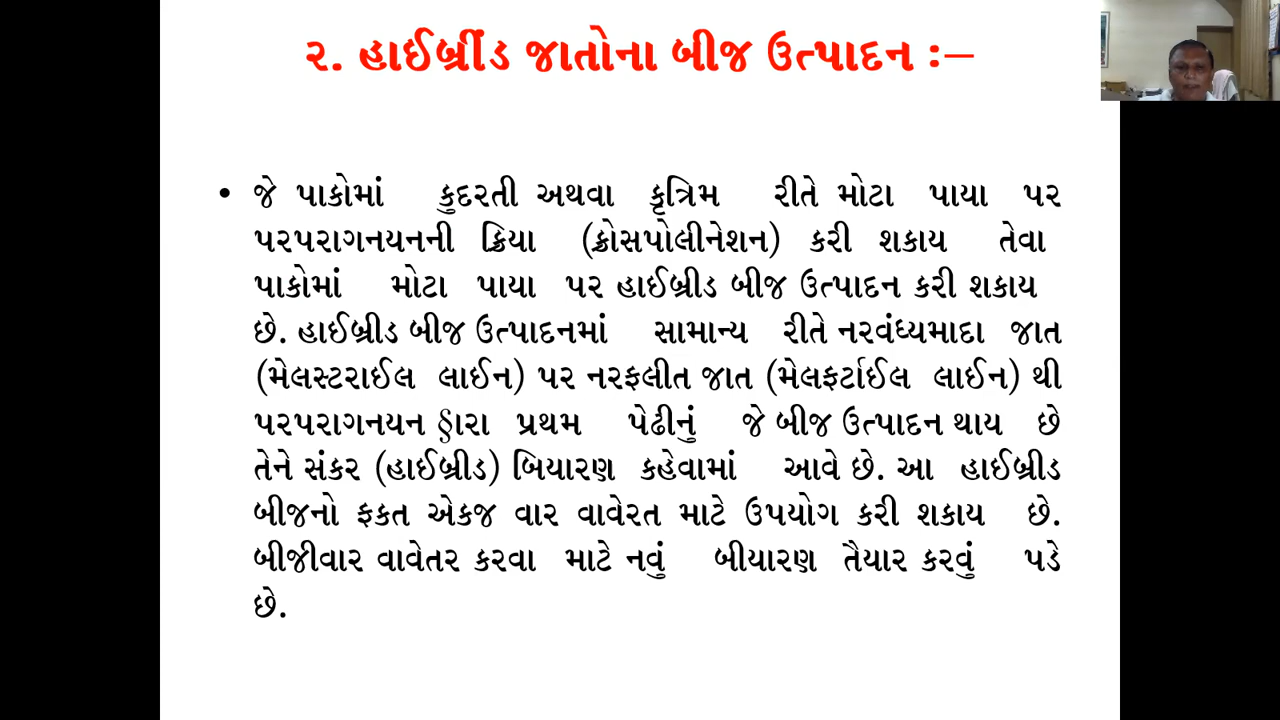 ૨. હાઈબ્રીંડ જાતોના બીજ ઉત્પાદન :–
• જે પાકોમાં કુદરતી અથવા કૃત્રિમ રીતે મોટા પાયા પર
પરપરાગનયનની ક્રિયા (ક્રોસપોલીનેશન) કરી શકાય તેવા
પાકોમાં મોટા પાયા પર હાઈબ્રીડ બીજ ઉત્પાદન કરી શકાય
છે. હાઈબ્રીડ બીજ ઉત્પાદનમાં સામાન્ય રીતે નરવંધ્યમાદા જાત
(મેલસ્ટરાઈલ લાઈન) પર નરફલીત જાત (મેલફર્ટાઈલ લાઈન) થી
પરપરાગનયન §ારા પ્રથમ પેઢીનું જે બીજ ઉત્પાદન થાય છે
તેને સંકર (હાઈબ્રીડ) બિયારણ કહેવામાં આવે છે. આ હાઈબ્રીડ
બીજનો ફકત એકજ વાર વાવેરત માટે ઉપયોગ કરી શકાય છે.
બીજીવાર વાવેતર કરવા માટે નવું બીયારણ તૈયાર કરવું પડે
છે.